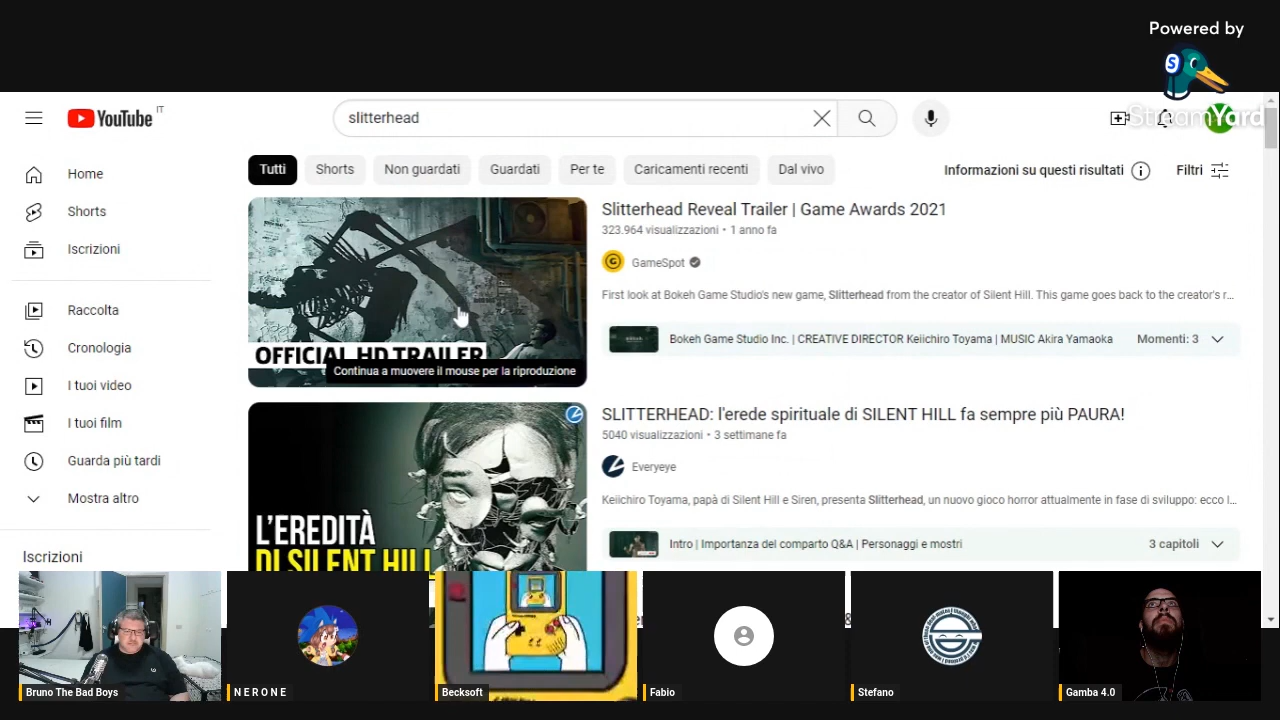 Powered by
StreamYard
YouTube IT
slitterhead
Tutti
Shorts
Non guardati
Guardati
Per te
Caricamenti recenti
Dal vivo
Informazioni su questi risultati
Filtri
Home
Shorts
Iscrizioni
Raccolta
Cronologia
I tuoi video
I tuoi film
Guarda più tardi
Mostra altro
Iscrizioni
OFFICIAL HD TRAILER
Continua a muovere il mouse per la riproduzione
Slitterhead Reveal Trailer | Game Awards 2021
323.964 visualizzazioni • 1 anno fa
GameSpot
First look at Bokeh Game Studio's new game, Slitterhead from the creator of Silent Hill. This game goes back to the creator's r...
Bokeh Game Studio Inc. | CREATIVE DIRECTOR Keiichiro Toyama | MUSIC Akira Yamaoka
Momenti: 3
L'EREDITÀ
DI SILENT HILL
SLITTERHEAD: l'erede spirituale di SILENT HILL fa sempre più PAURA!
5040 visualizzazioni • 3 settimane fa
Everyeye
Keiichiro Toyama, papà di Silent Hill e Siren, presenta Slitterhead, un nuovo gioco horror attualmente in fase di sviluppo: ecco l...
Intro | Importanza del comparto Q&A | Personaggi e mostri
3 capitoli
Bruno The Bad Boys
N E R O N E
Becksoft
Fabio
Stefano
Gamba 4.0